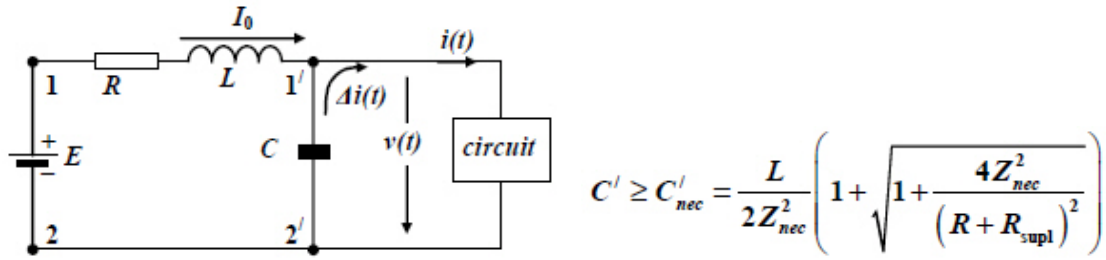 I₀
i(t)
1 R L 1/ Δi(t)
+ E − C v(t) circuit
2 2/
C/ ≥ C/nec = L/(2Z²nec) (1 + √(1 + 4Z²nec/(R + Rsupl)²))